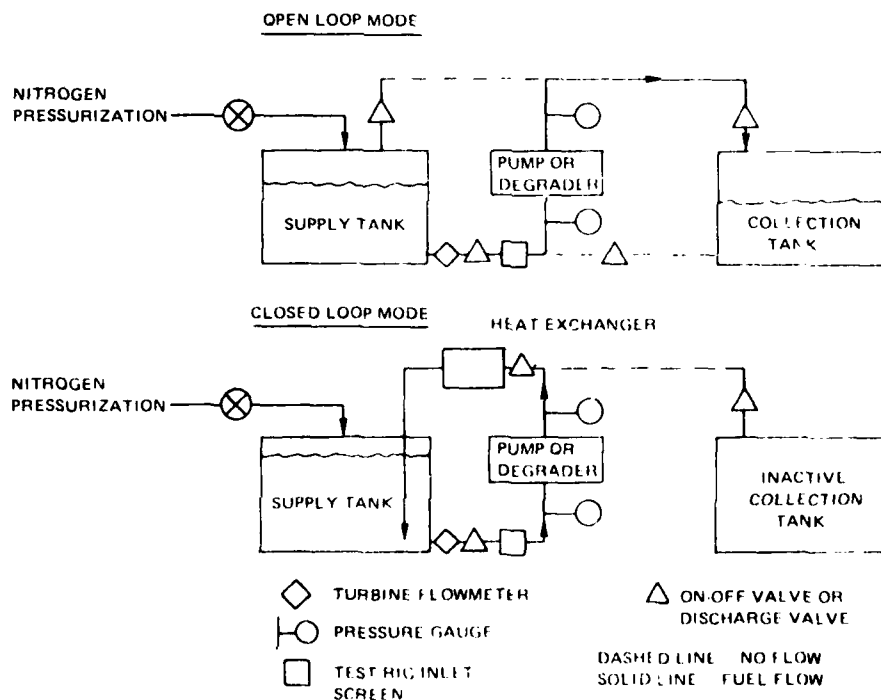 OPEN LOOP MODE
NITROGEN
PRESSURIZATION
PUMP OR
DEGRADER
SUPPLY TANK
COLLECTION
TANK
CLOSED LOOP MODE
HEAT EXCHANGER
NITROGEN
PRESSURIZATION
PUMP OR
DEGRADER
SUPPLY TANK
INACTIVE
COLLECTION
TANK
TURBINE FLOWMETER
PRESSURE GAUGE
TEST RIG INLET
SCREEN
ON-OFF VALVE OR
DISCHARGE VALVE
DASHED LINE NO FLOW
SOLID LINE FUEL FLOW